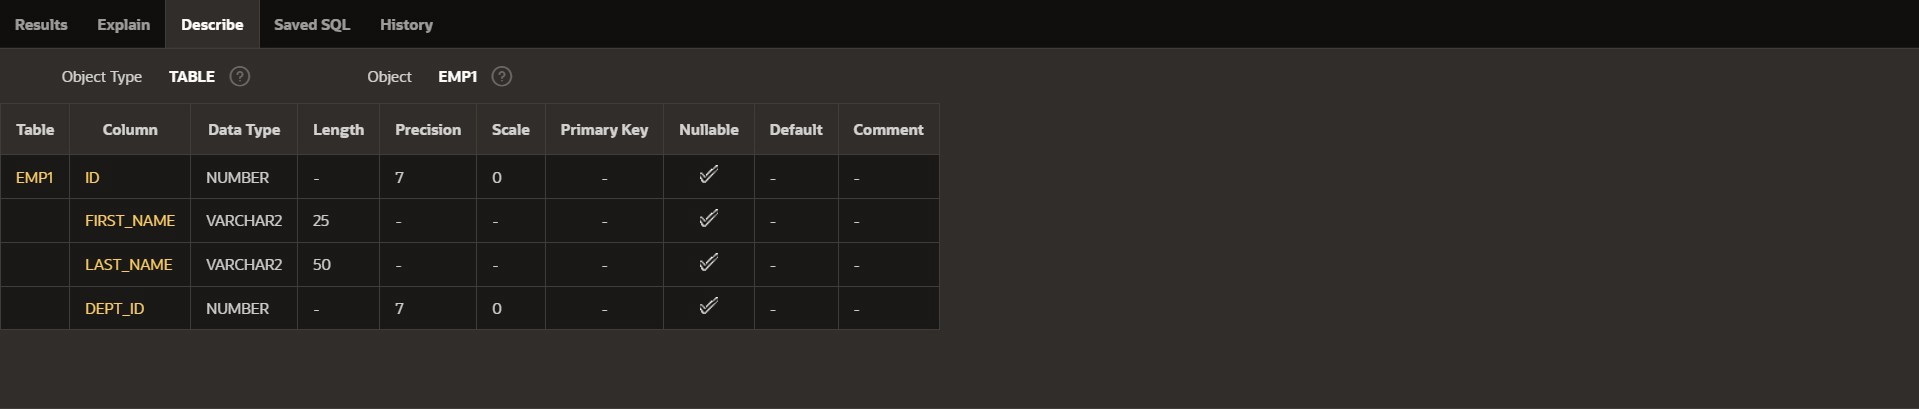 Results Explain Describe Saved SQL History
Object Type TABLE ? Object EMP1 ?
Table Column Data Type Length Precision Scale Primary Key Nullable Default Comment
EMP1 ID NUMBER - 7 0 - ✓ - -
FIRST_NAME VARCHAR2 25 - - - ✓ - -
LAST_NAME VARCHAR2 50 - - - ✓ - -
DEPT_ID NUMBER - 7 0 - ✓ - -